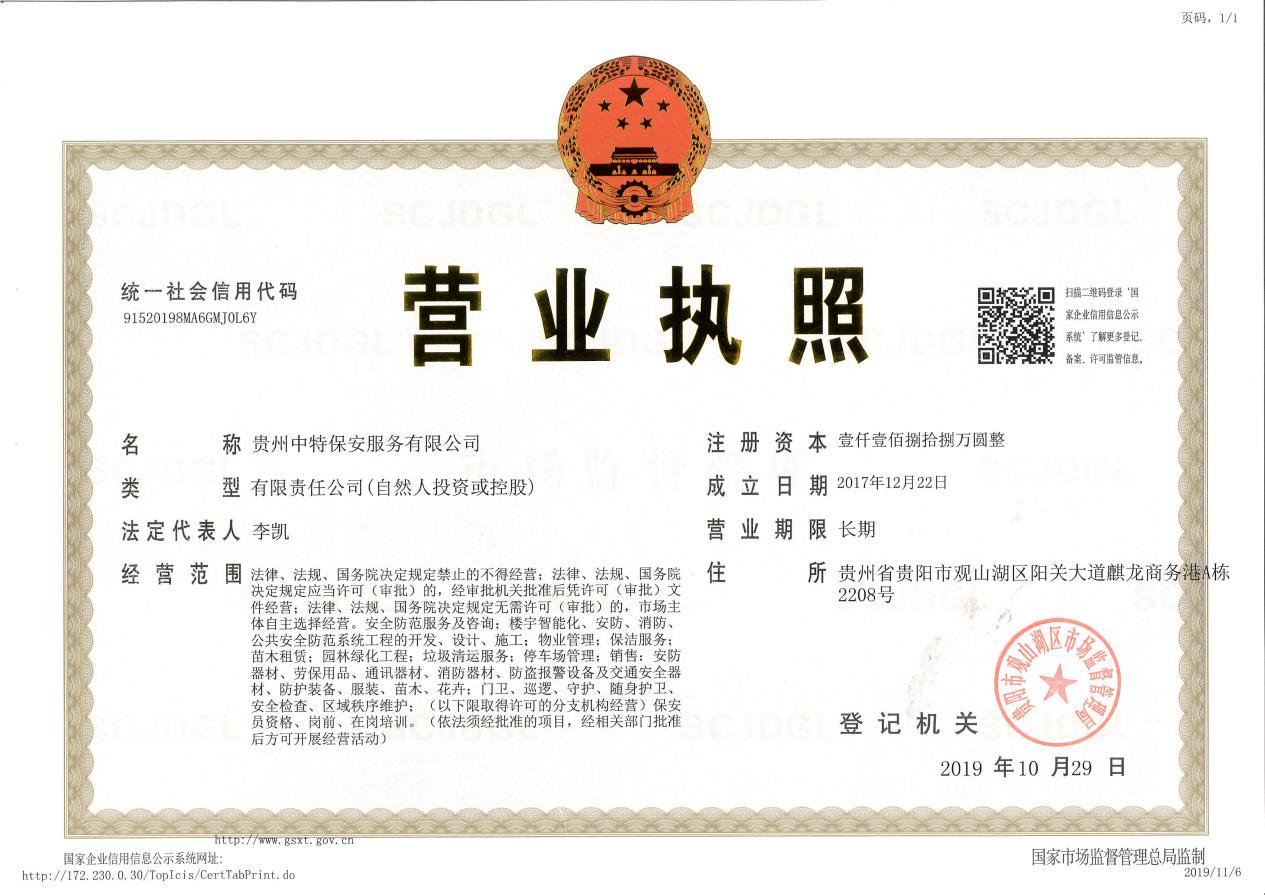 页码，1/1
营业执照
统一社会信用代码
91520198MA6GMJ0L6Y
扫描二维码登录‘国
家企业信用信息公示
系统’了解更多登记、
备案、许可监管信息。
名称 贵州中特保安服务有限公司
类型 有限责任公司(自然人投资或控股)
法定代表人 李凯
经营范围 法律、法规、国务院决定规定禁止的不得经营；法律、法规、国务院
决定规定应当许可（审批）的，经审批机关批准后凭许可（审批）文
件经营；法律、法规、国务院决定规定无需许可（审批）的，市场主
体自主选择经营。安全防范服务及咨询；楼宇智能化、安防、消防、
公共安全防范系统工程的开发、设计、施工；物业管理；保洁服务；
苗木租赁；园林绿化工程；垃圾清运服务；停车场管理；销售：安防
器材、劳保用品、通讯器材、消防器材、防盗报警设备及交通安全器
材、防护装备、服装、苗木、花卉；门卫、巡逻、守护、随身护卫、
安全检查、区域秩序维护；（以下限取得许可的分支机构经营）保安
员资格、岗前、在岗培训。（依法须经批准的项目，经相关部门批准
后方可开展经营活动）
注册资本 壹仟壹佰捌拾捌万圆整
成立日期 2017年12月22日
营业期限 长期
住所 贵州省贵阳市观山湖区阳关大道麒龙商务港A栋
2208号
贵阳市观山湖区市场监督管理局
登记机关
2019 年10 月29 日
http://www.gsxt.gov.cn
国家企业信用信息公示系统网址:
http://172.230.0.30/TopIcis/CertTabPrint.do
国家市场监督管理总局监制
2019/11/6
SCJDGL
市场监督管理